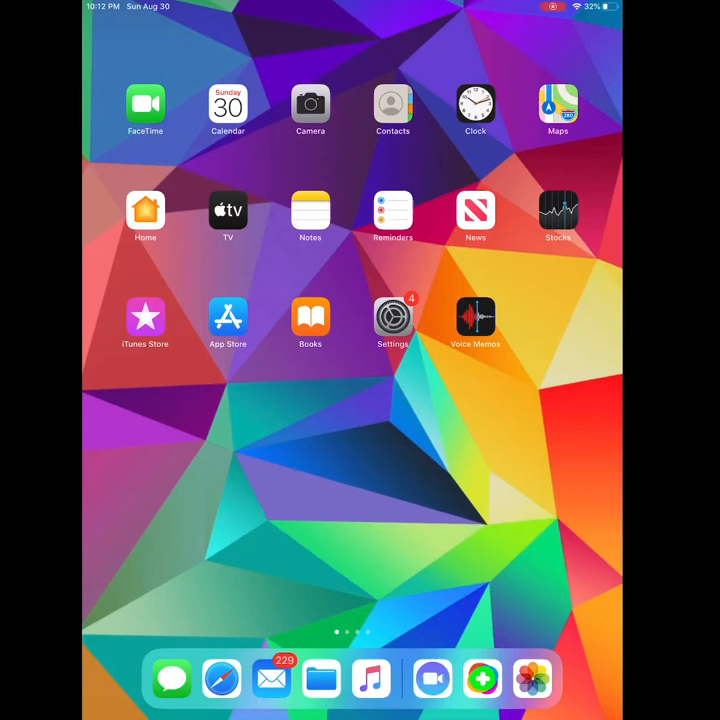 10:12 PM Sun Aug 30 32%
Sunday
30
280
FaceTime Calendar Camera Contacts Clock Maps
tv
Home TV Notes Reminders News Stocks
4
iTunes Store App Store Books Settings Voice Memos
229